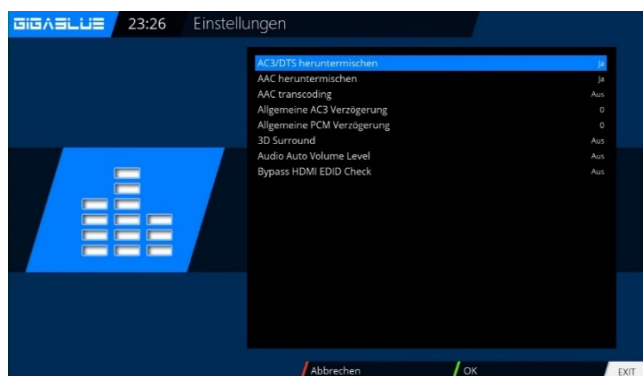 GIGABLUE 23:26 Einstellungen
AC3/DTS heruntermischen Ja
AAC heruntermischen Ja
AAC transcoding Aus
Allgemeine AC3 Verzögerung 0
Allgemeine PCM Verzögerung 0
3D Surround Aus
Audio Auto Volume Level Aus
Bypass HDMI EDID Check Aus
Abbrechen OK EXIT